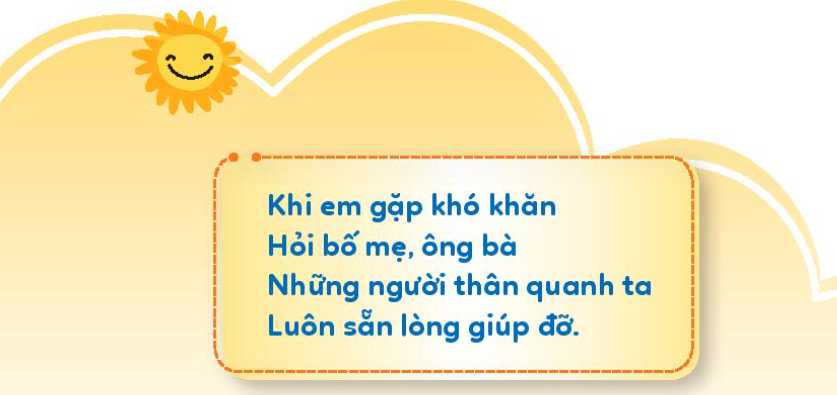 Khi em gặp khó khăn
Hỏi bố mẹ, ông bà
Những người thân quanh ta
Luôn sẵn lòng giúp đỡ.